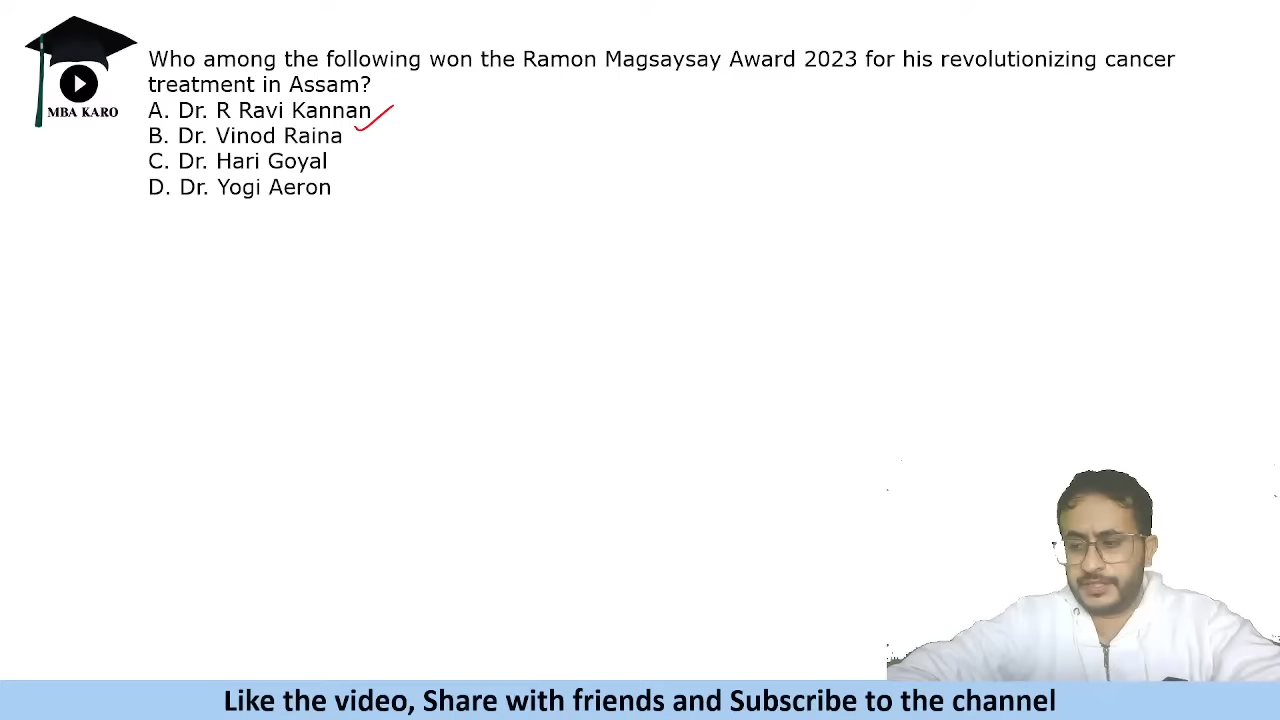 Who among the following won the Ramon Magsaysay Award 2023 for his revolutionizing cancer
treatment in Assam?
A. Dr. R Ravi Kannan
B. Dr. Vinod Raina
C. Dr. Hari Goyal
D. Dr. Yogi Aeron
MBA KARO
Like the video, Share with friends and Subscribe to the channel